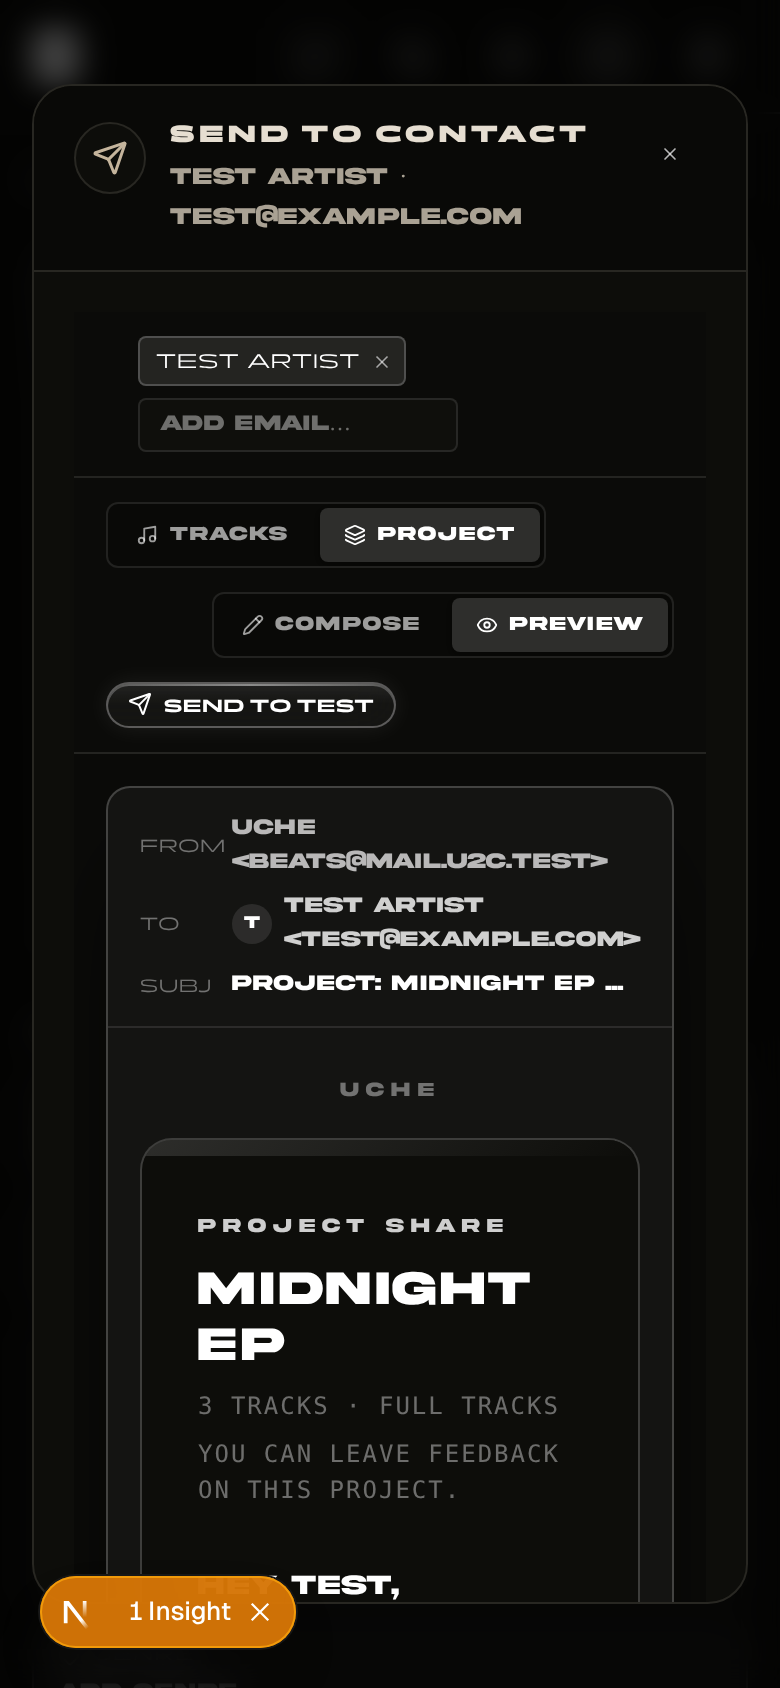 SEND TO CONTACT
TEST ARTIST ·
TEST@EXAMPLE.COM
TEST ARTIST ×
ADD EMAIL...
TRACKS PROJECT
COMPOSE PREVIEW
SEND TO TEST
FROM UCHE
<BEATS@MAIL.U2C.TEST>
TO T TEST ARTIST
<TEST@EXAMPLE.COM>
SUBJ PROJECT: MIDNIGHT EP ...
UCHE
PROJECT SHARE
MIDNIGHT
EP
3 TRACKS · FULL TRACKS
YOU CAN LEAVE FEEDBACK
ON THIS PROJECT.
HEY TEST,
N 1 Insight ×